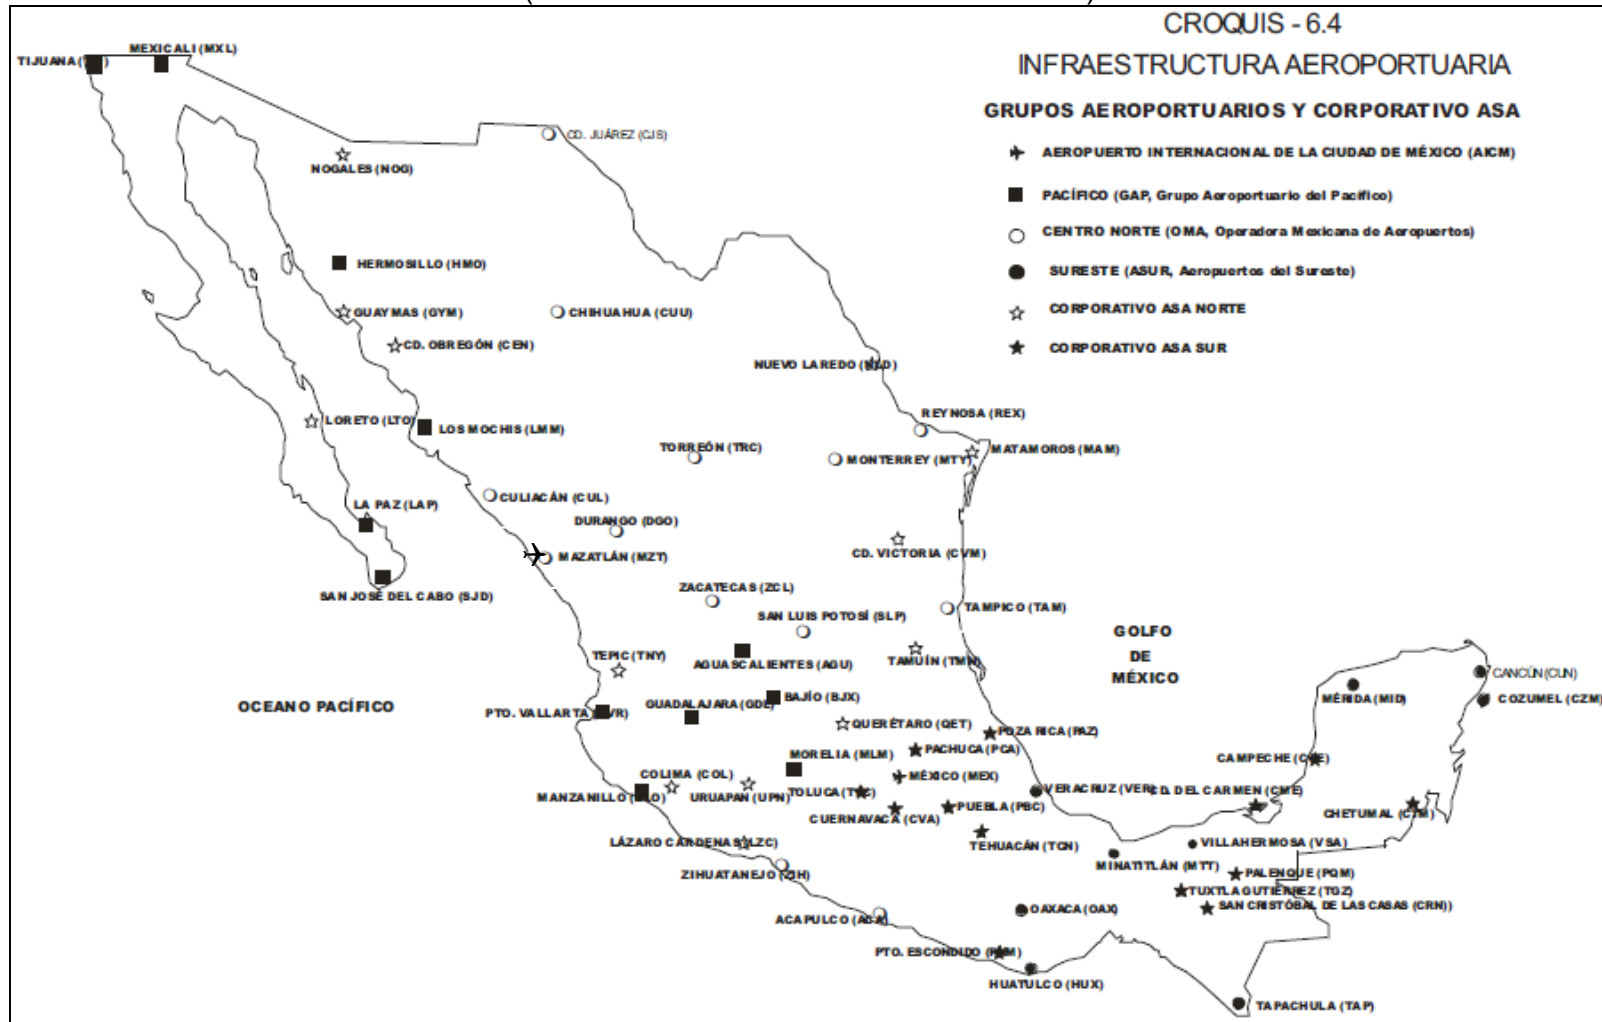 CROQUIS - 6.4
INFRAESTRUCTURA AEROPORTUARIA
GRUPOS AEROPORTUARIOS Y CORPORATIVO ASA
AEROPUERTO INTERNACIONAL DE LA CIUDAD DE MÉXICO (AICM)
PACÍFICO (GAP, Grupo Aeroportuario del Pacífico)
CENTRO NORTE (OMA, Operadora Mexicana de Aeropuertos)
SURESTE (ASUR, Aeropuertos del Sureste)
CORPORATIVO ASA NORTE
CORPORATIVO ASA SUR
MEXICALI (MXL)
TIJUANA
CD. JUÁREZ (CJS)
NOGALES (NOG)
HERMOSILLO (HMO)
GUAYMAS (GYM)
CHIHUAHUA (CUU)
CD. OBREGÓN (CEN)
NUEVO LAREDO (NLD)
REYNOSA (REX)
LORETO (LTO)
LOS MOCHIS (LMM)
TORREÓN (TRC)
MONTERREY (MTY)
MATAMOROS (MAM)
CULIACÁN (CUL)
LA PAZ (LAP)
DURANGO (DGO)
CD. VICTORIA (CVM)
MAZATLÁN (MZT)
SAN JOSÉ DEL CABO (SJD)
ZACATECAS (ZCL)
SAN LUIS POTOSÍ (SLP)
TAMPICO (TAM)
GOLFO
DE
MÉXICO
TEPIC (TNY)
AGUASCALIENTES (AGU)
TAMUÍN (TMN)
CANCÚN (CUN)
MÉRIDA (MID)
COZUMEL (CZM)
OCEANO PACÍFICO
PTO. VALLARTA
GUADALAJARA (GDL)
BAJÍO (BJX)
QUERÉTARO (QET)
POZA RICA (PAZ)
PACHUCA (PCA)
MORELIA (MLM)
CAMPECHE
COLIMA (COL)
MÉXICO (MEX)
MANZANILLO
URUAPAN (UPN)
TOLUCA
VERACRUZ (VER)
CD. DEL CARMEN (CME)
PUEBLA (PBC)
CUERNAVACA (CVA)
CHETUMAL
LÁZARO CARDENAS (LZC)
TEHUACÁN (TCN)
VILLAHERMOSA (VSA)
MINATITLÁN (MTT)
ZIHUATANEJO (ZIH)
PALENQUE (PQM)
TUXTLA GUTIÉRREZ (TGZ)
SAN CRISTÓBAL DE LAS CASAS (CRN))
ACAPULCO (ACA)
OAXACA (OAX)
PTO. ESCONDIDO
HUATULCO (HUX)
TAPACHULA (TAP)